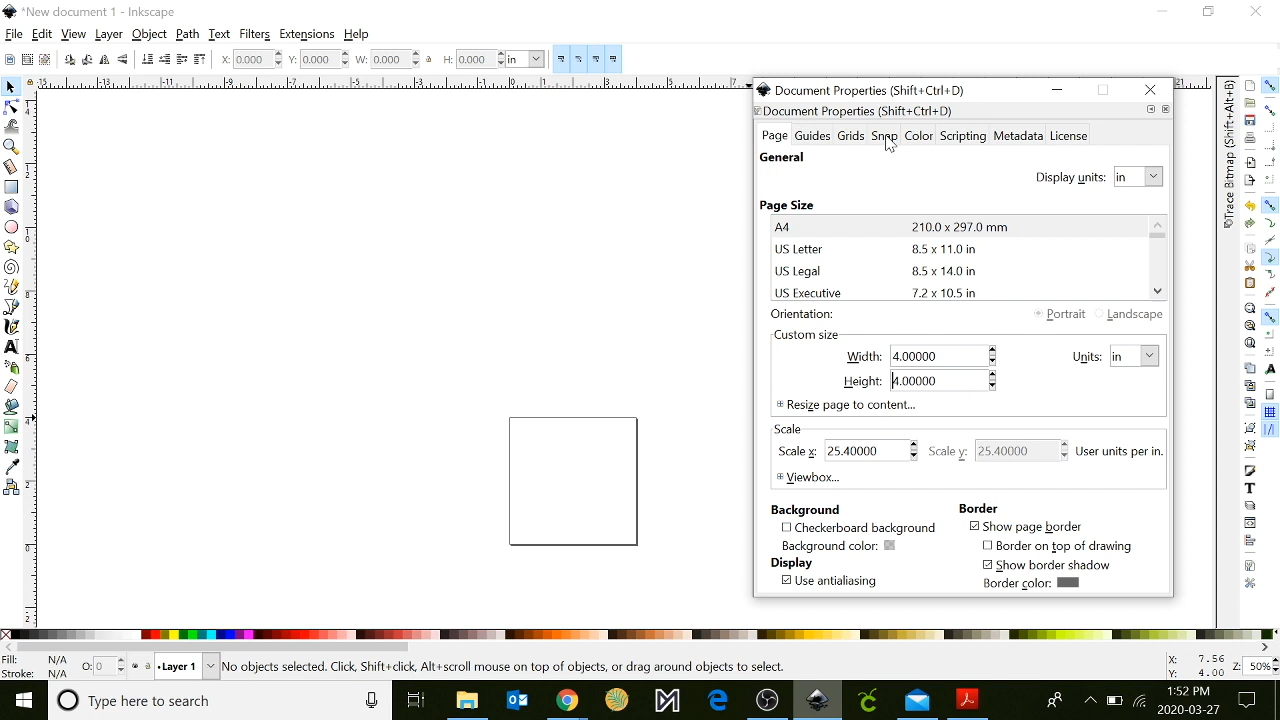 *New document 1 - Inkscape
File Edit View Layer Object Path Text Filters Extensions Help
X: 0.000 Y: 0.000 W: 0.000 H: 0.000 in
Document Properties (Shift+Ctrl+D)
Document Properties (Shift+Ctrl+D)
Page Guides Grids Snap Color Scripting Metadata License
General
Display units: in
Page Size
A4 210.0 x 297.0 mm
US Letter 8.5 x 11.0 in
US Legal 8.5 x 14.0 in
US Executive 7.2 x 10.5 in
Orientation: Portrait Landscape
Custom size
Width: 4.00000 Units: in
Height: 4.00000
Resize page to content...
Scale
Scale x: 25.40000 Scale y: 25.40000 User units per in.
Viewbox...
Background Border
Checkerboard background Show page border
Background color: Border on top of drawing
Display Show border shadow
Use antialiasing Border color:
Trace Bitmap (Shift+Alt+B)
Fill: N/A O: 0 Layer 1 No objects selected. Click, Shift+click, Alt+scroll mouse on top of objects, or drag around objects to select. X: 7.56 Z: 50%
Stroke: N/A Y: 4.00
Type here to search
1:52 PM
2020-03-27